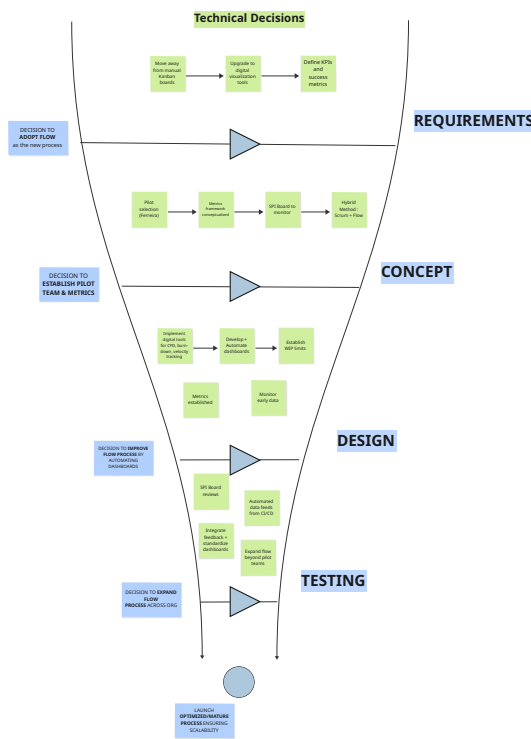 Technical Decisions
Move away
from manual
Kanban
boards
Upgrade to
digital
visualization
tools
Define KPIs
and
success
metrics
REQUIREMENTS
DECISION TO
ADOPT FLOW
as the new process
Pilot
selection
(Ferreira)
Metrics
framework
conceptualized
SPI Board to
monitor
Hybrid
Method :
Scrum + Flow
CONCEPT
DECISION TO
ESTABLISH PILOT
TEAM & METRICS
Implement
digital tools
for CFD, burn-
down, velocity
tracking
Develop +
Automate
dashboards
Establish
WIP limits
Metrics
established
Monitor
early data
DESIGN
DECISION TO IMPROVE
FLOW PROCESS BY
AUTOMATING
DASHBOARDS
SPI Board
reviews
Automated
data feeds
from CI/CD
Integrate
feedback +
standardize
dashboards
Expand flow
beyond pilot
teams
TESTING
DECISION TO EXPAND
FLOW
PROCESS ACROSS ORG
LAUNCH
OPTIMIZED/MATURE
PROCESS ENSURING
SCALABILITY